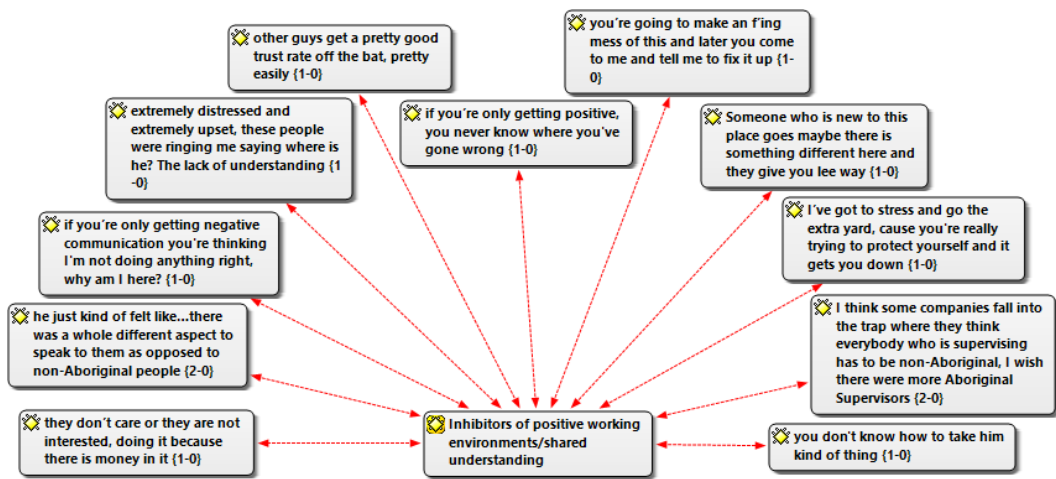 other guys get a pretty good
trust rate off the bat, pretty
easily {1-0}
you´re going to make an f'ing
mess of this and later you come
to me and tell me to fix it up {1-
0}
extremely distressed and
extremely upset, these people
were ringing me saying where is
he? The lack of understanding {1
-0}
if you´re only getting positive,
you never know where you've
gone wrong {1-0}
Someone who is new to this
place goes maybe there is
something different here and
they give you lee way {1-0}
if you´re only getting negative
communication you're thinking
I'm not doing anything right,
why am I here? {1-0}
I´ve got to stress and go the
extra yard, cause you're really
trying to protect yourself and it
gets you down {1-0}
he just kind of felt like...there
was a whole different aspect to
speak to them as opposed to
non-Aboriginal people {2-0}
I think some companies fall into
the trap where they think
everybody who is supervising
has to be non-Aboriginal, I wish
there were more Aboriginal
Supervisors {2-0}
they don´t care or they are not
interested, doing it because
there is money in it {1-0}
Inhibitors of positive working
environments/shared
understanding
you don't know how to take him
kind of thing {1-0}